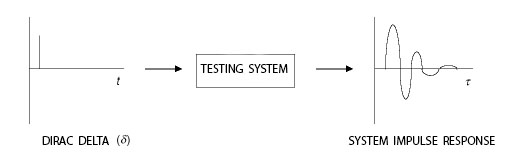 t
TESTING SYSTEM
τ
DIRAC DELTA (δ)
SYSTEM IMPULSE RESPONSE